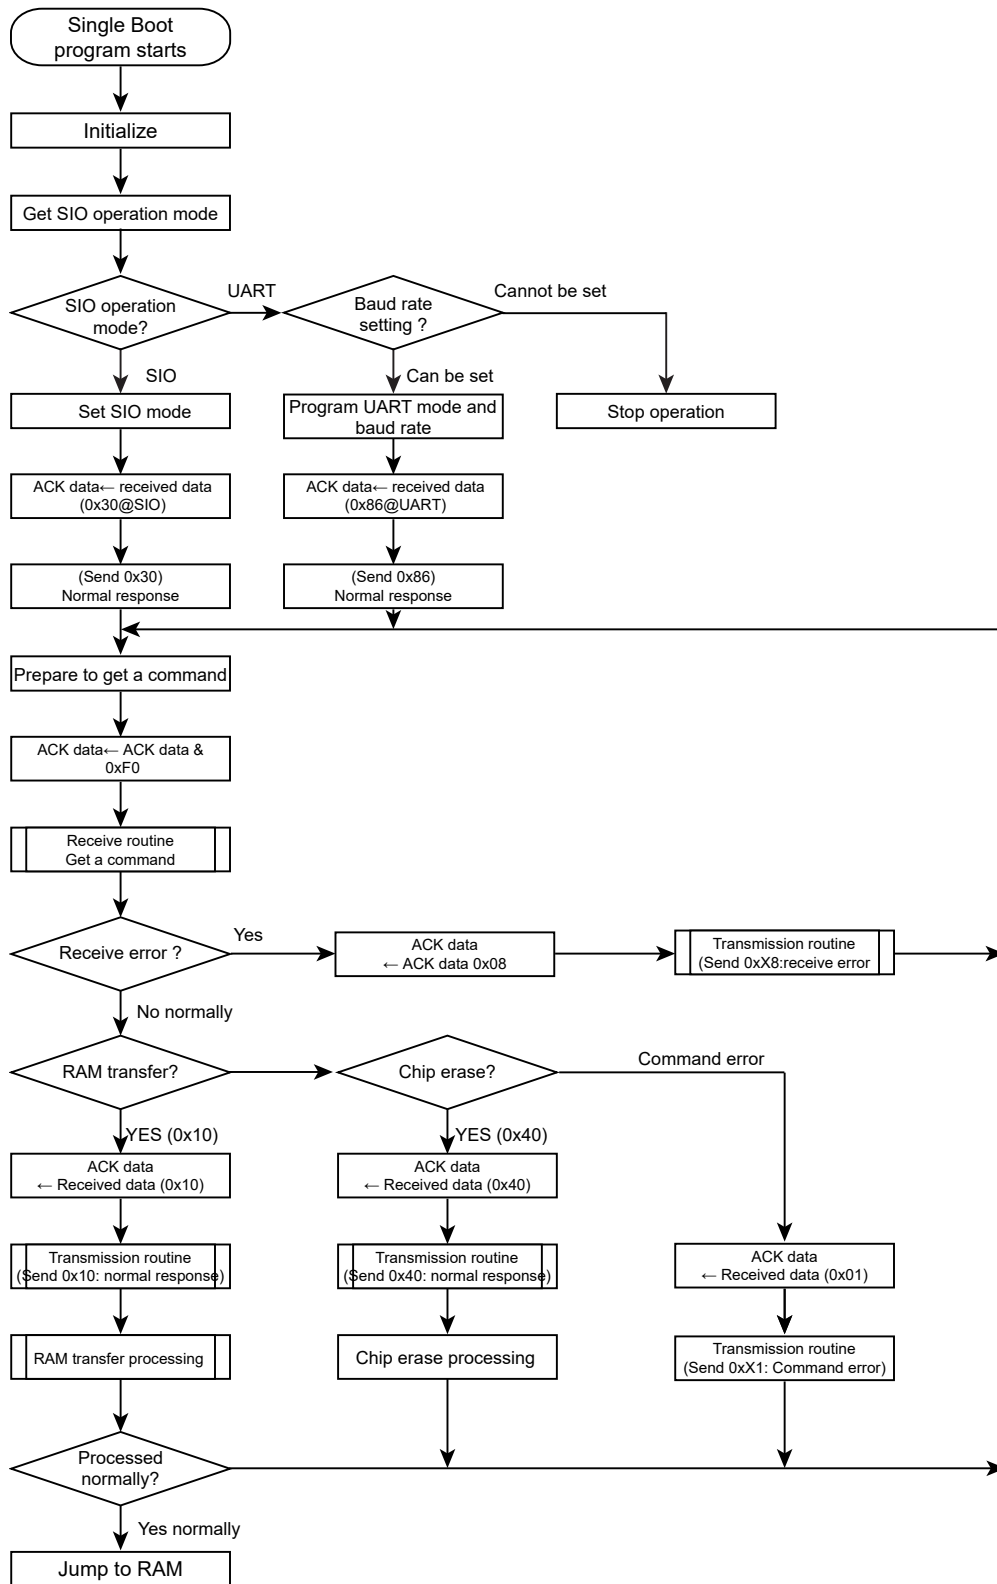 Single Boot
program starts
Initialize
Get SIO operation mode
SIO operation
mode?
UART
Baud rate
setting ?
Cannot be set
SIO
Can be set
Set SIO mode
Program UART mode and
baud rate
Stop operation
ACK data← received data
(0x30@SIO)
ACK data← received data
(0x86@UART)
(Send 0x30)
Normal response
(Send 0x86)
Normal response
Prepare to get a command
ACK data← ACK data &
0xF0
Receive routine
Get a command
Receive error ?
Yes
ACK data
← ACK data 0x08
Transmission routine
(Send 0xX8:receive error
No normally
RAM transfer?
Chip erase?
Command error
YES (0x10)
YES (0x40)
ACK data
← Received data (0x10)
ACK data
← Received data (0x40)
Transmission routine
(Send 0x10: normal response)
Transmission routine
(Send 0x40: normal response)
ACK data
← Received data (0x01)
RAM transfer processing
Chip erase processing
Transmission routine
(Send 0xX1: Command error)
Processed
normally?
Yes normally
Jump to RAM